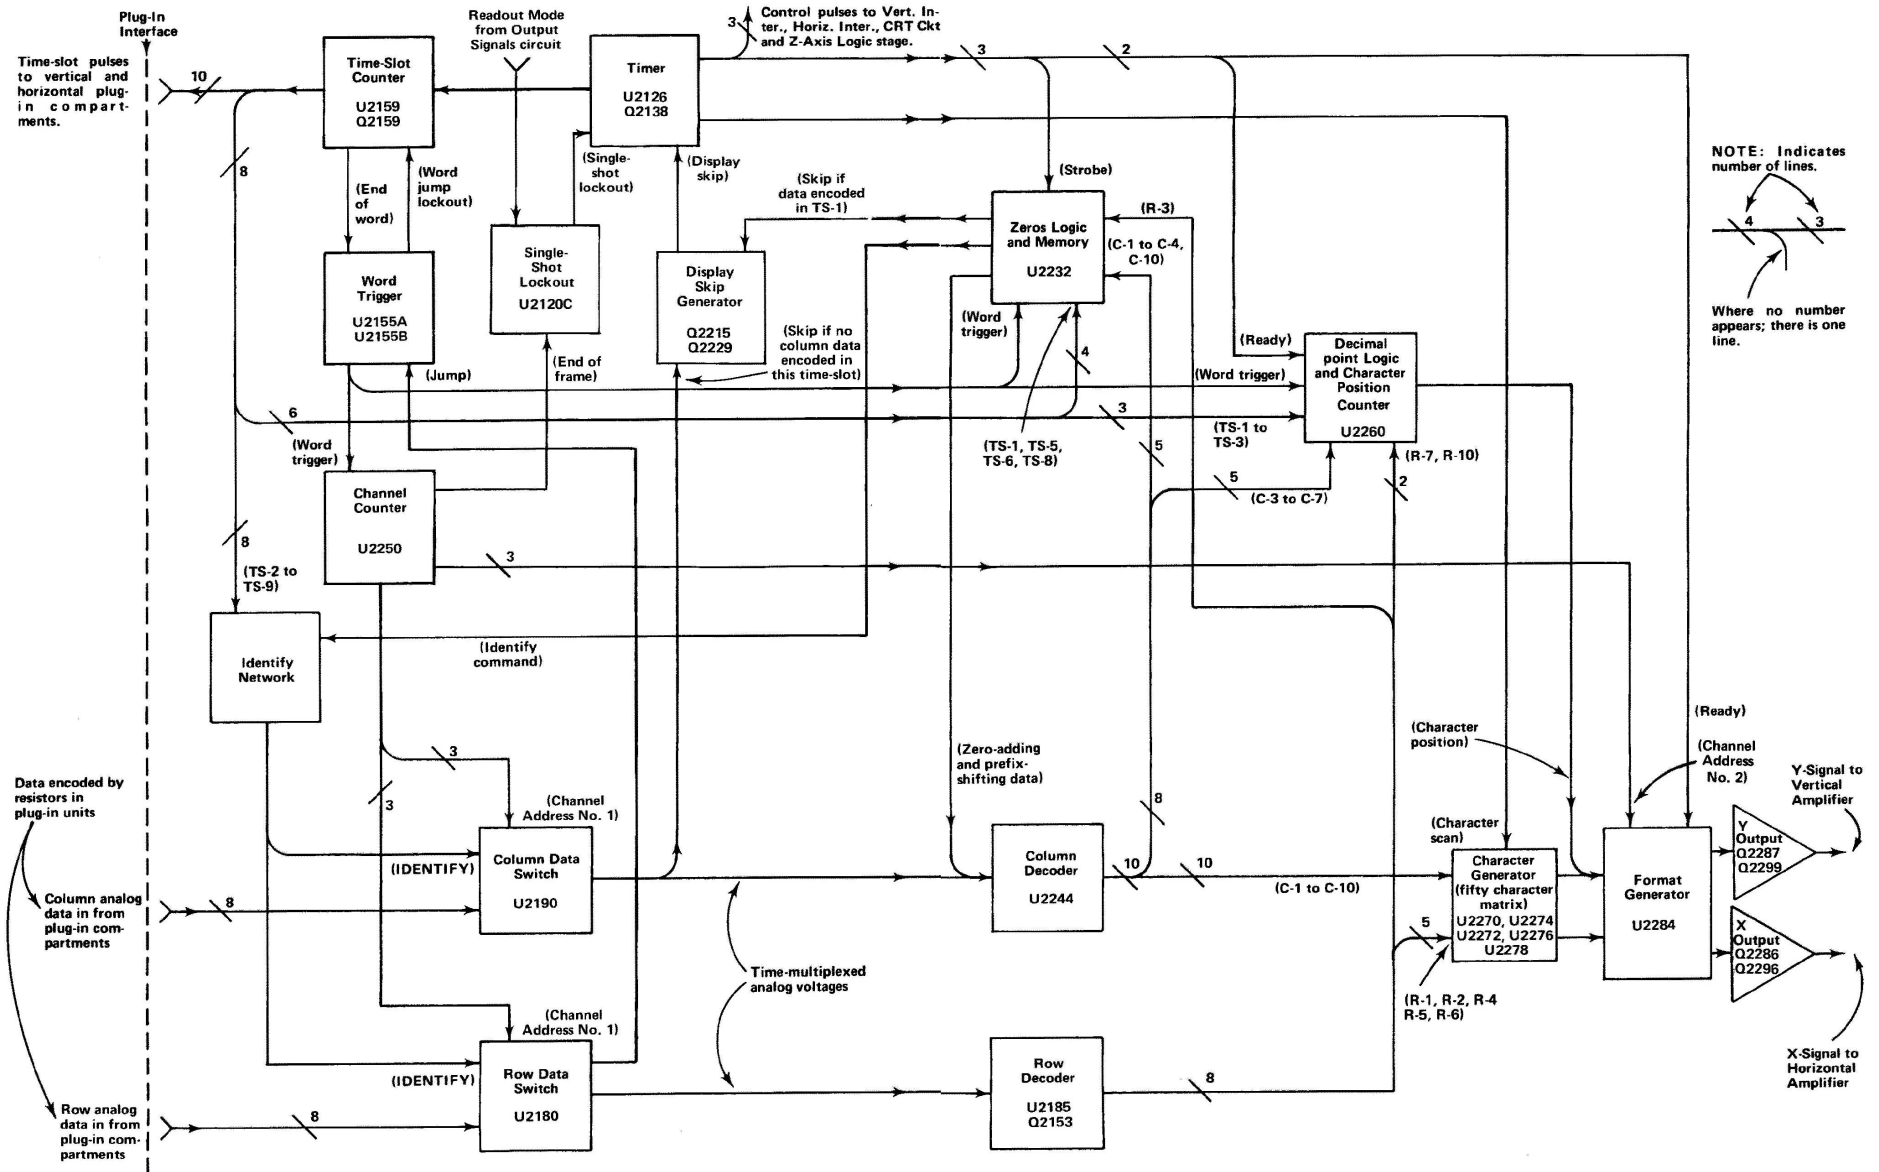 Plug-In
Interface
Time-slot pulses
to vertical and
horizontal plug-
in compart-
ments.
10
Time-Slot
Counter
U2159
Q2159
Readout Mode
from Output
Signals circuit
Timer
U2126
Q2138
3
Control pulses to Vert. In-
ter., Horiz. Inter., CRT Ckt
and Z-Axis Logic stage.
3
2
8
(End
of
word)
(Word
jump
lockout)
(Single-
shot
lockout)
(Display
skip)
(Skip if
data encoded
in TS-1)
(Strobe)
NOTE: Indicates
number of lines.
4
3
Where no number
appears; there is one
line.
Word
Trigger
U2155A
U2155B
Single-
Shot
Lockout
U2120C
Display
Skip
Generator
Q2215
Q2229
Zeros Logic
and Memory
U2232
(R-3)
(C-1 to C-4,
C-10)
(Word
trigger)
(Skip if no
column data
encoded in
this time-slot)
4
(Ready)
Decimal
point Logic
and Character
Position
Counter
U2260
(Jump)
(End of
frame)
(Word trigger)
6
3
(TS-1 to
TS-3)
(Word
trigger)
(TS-1, TS-5,
TS-6, TS-8)
5
5
(C-3 to C-7)
(R-7, R-10)
2
Channel
Counter
U2250
8
3
(TS-2 to
TS-9)
Identify
Network
(Identify
command)
(Ready)
(Character
position)
(Channel
Address
No. 2)
3
3
(Zero-adding
and prefix-
shifting data)
Data encoded by
resistors in
plug-in units
Y-Signal to
Vertical
Amplifier
(Channel
Address No. 1)
8
(Character
scan)
Column Data
Switch
U2190
(IDENTIFY)
Column
Decoder
U2244
10
10
(C-1 to C-10)
Character
Generator
(fifty character
matrix)
U2270, U2274
U2272, U2276
U2278
Format
Generator
U2284
Y
Output
Q2287
Q2299
Column analog
data in from
plug-in com-
partments
8
5
X
Output
Q2286
Q2296
Time-multiplexed
analog voltages
(R-1, R-2, R-4
R-5, R-6)
(Channel
Address No. 1)
Row Data
Switch
U2180
(IDENTIFY)
Row
Decoder
U2185
Q2153
8
X-Signal to
Horizontal
Amplifier
Row analog
data in from
plug-in com-
partments
8